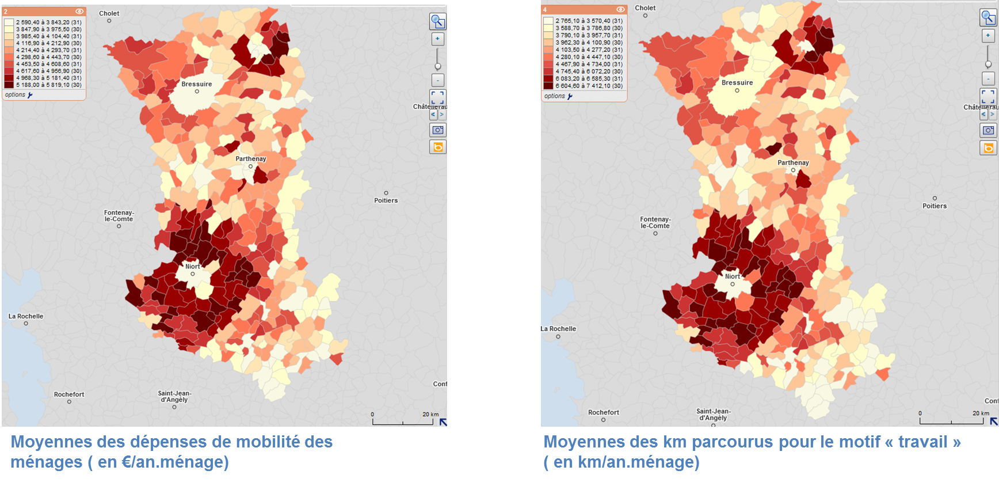 2
2 590,40 à 3 843,20 (31)
3 847,90 à 3 975,50 (30)
3 985,40 à 4 104,40 (31)
4 116,90 à 4 212,90 (30)
4 214,40 à 4 293,70 (31)
4 298,60 à 4 443,70 (30)
4 453,50 à 4 608,60 (31)
4 617,60 à 4 956,90 (30)
4 968,30 à 5 181,40 (31)
5 188,00 à 5 819,10 (30)
options
Cholet
Bressuire
Châtellerau
Parthenay
Poitiers
Fontenay-
le-Comte
Niort
La Rochelle
Rochefort
Saint-Jean-
d'Angély
Conf
0 20 km
+
-
< >
b
Moyennes des dépenses de mobilité des
ménages ( en €/an.ménage)
4
2 765,10 à 3 570,40 (31)
3 588,70 à 3 786,80 (30)
3 790,10 à 3 957,70 (31)
3 962,30 à 4 100,90 (30)
4 103,50 à 4 277,20 (31)
4 280,10 à 4 447,10 (30)
4 467,90 à 4 734,00 (31)
4 745,40 à 6 072,20 (30)
6 083,20 à 6 585,30 (31)
6 604,60 à 7 412,10 (30)
options
Cholet
Bressuire
Châtellerau
Parthenay
Poitiers
Fontenay-
le-Comte
Niort
La Rochelle
Rochefort
Saint-Jean-
d'Angély
Conf
0 20 km
+
-
< >
b
Moyennes des km parcourus pour le motif « travail »
( en km/an.ménage)